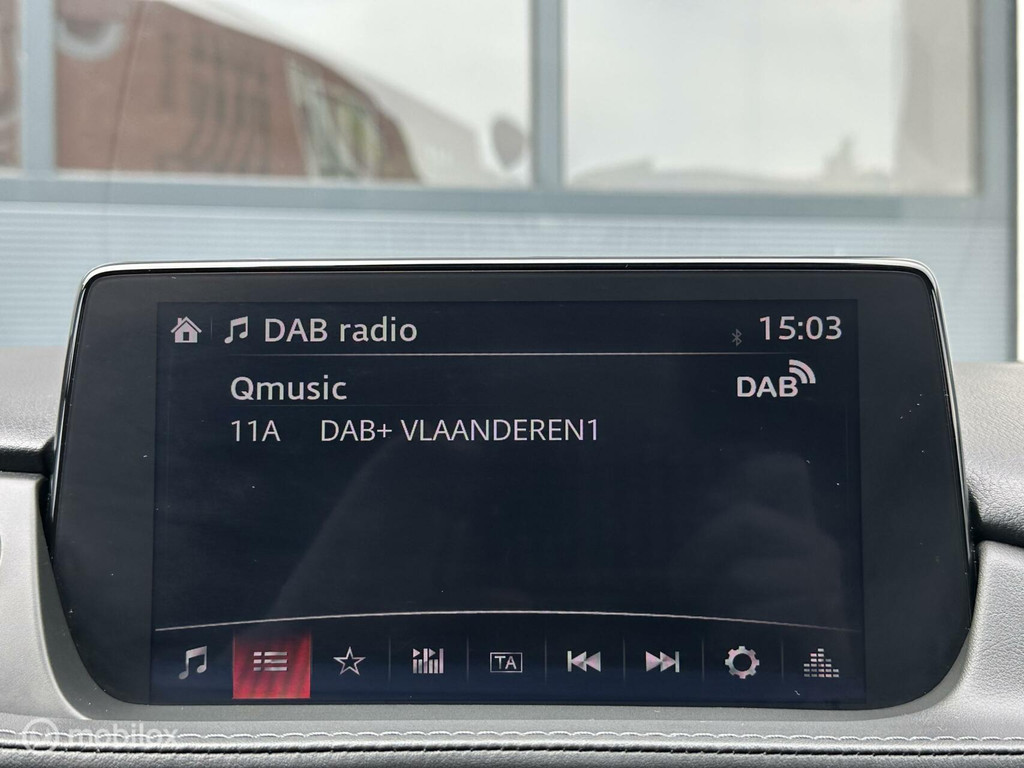 DAB radio
15:03
Qmusic
DAB
11A DAB+ VLAANDEREN1
TA
mobilox